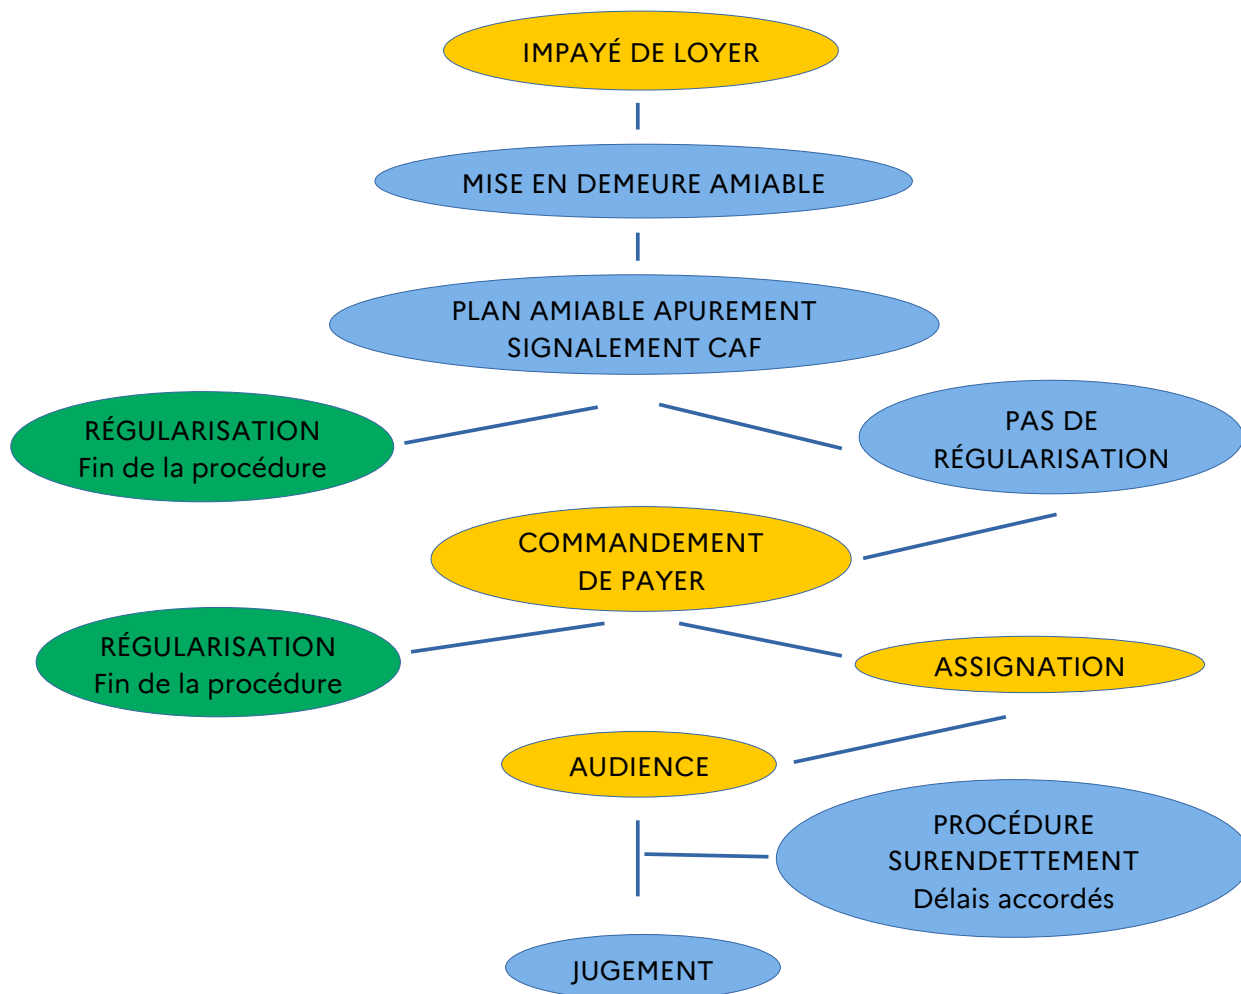 IMPAYÉ DE LOYER
MISE EN DEMEURE AMIABLE
PLAN AMIABLE APUREMENT
SIGNALEMENT CAF
RÉGULARISATION
Fin de la procédure
PAS DE
RÉGULARISATION
COMMANDEMENT
DE PAYER
RÉGULARISATION
Fin de la procédure
ASSIGNATION
AUDIENCE
PROCÉDURE
SURENDETTEMENT
Délais accordés
JUGEMENT